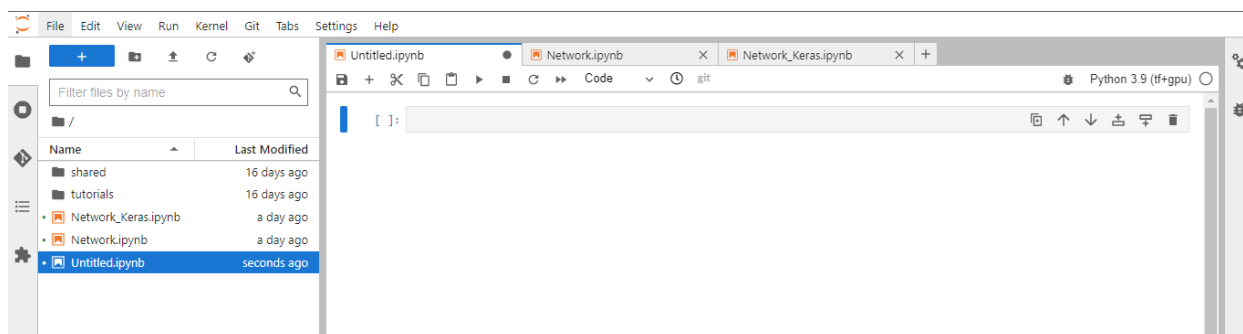 File Edit View Run Kernel Git Tabs Settings Help
Filter files by name
/
Name Last Modified
shared 16 days ago
tutorials 16 days ago
Network_Keras.ipynb a day ago
Network.ipynb a day ago
Untitled.ipynb seconds ago
Untitled.ipynb Network.ipynb Network_Keras.ipynb
Code git Python 3.9 (tf+gpu)
[ ]: